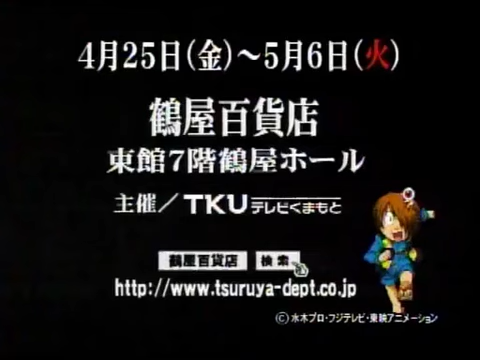 4月25日(金)～5月6日(火)
鶴屋百貨店
東館7階鶴屋ホール
主催／TKUテレビくまもと
鶴屋百貨店 検索
http://www.tsuruya-dept.co.jp
©水木プロ・フジテレビ・東映アニメーション